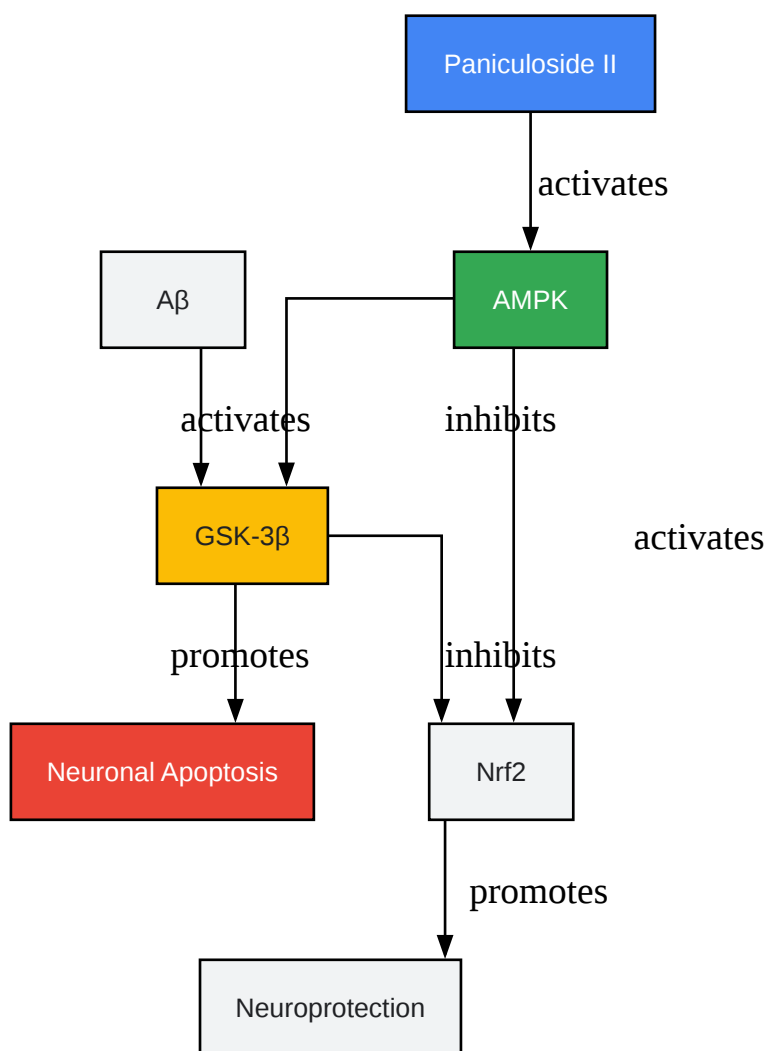 Paniculoside II
activates
Aβ
AMPK
activates
inhibits
GSK-3β
activates
promotes
inhibits
Neuronal Apoptosis
Nrf2
promotes
Neuroprotection